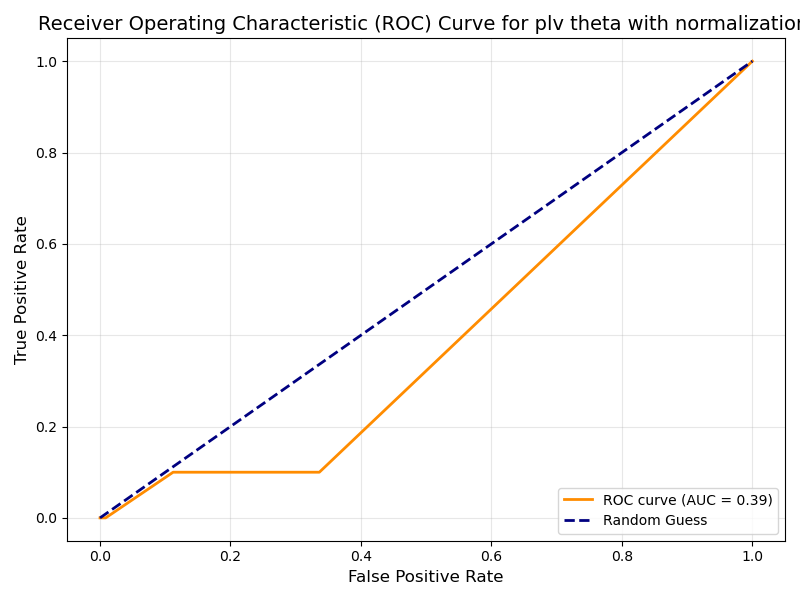 Receiver Operating Characteristic (ROC) Curve for plv theta with normalization
1.0
0.8
0.6
0.4
0.2
0.0
True Positive Rate
0.0 0.2 0.4 0.6 0.8 1.0
False Positive Rate
ROC curve (AUC = 0.39)
Random Guess